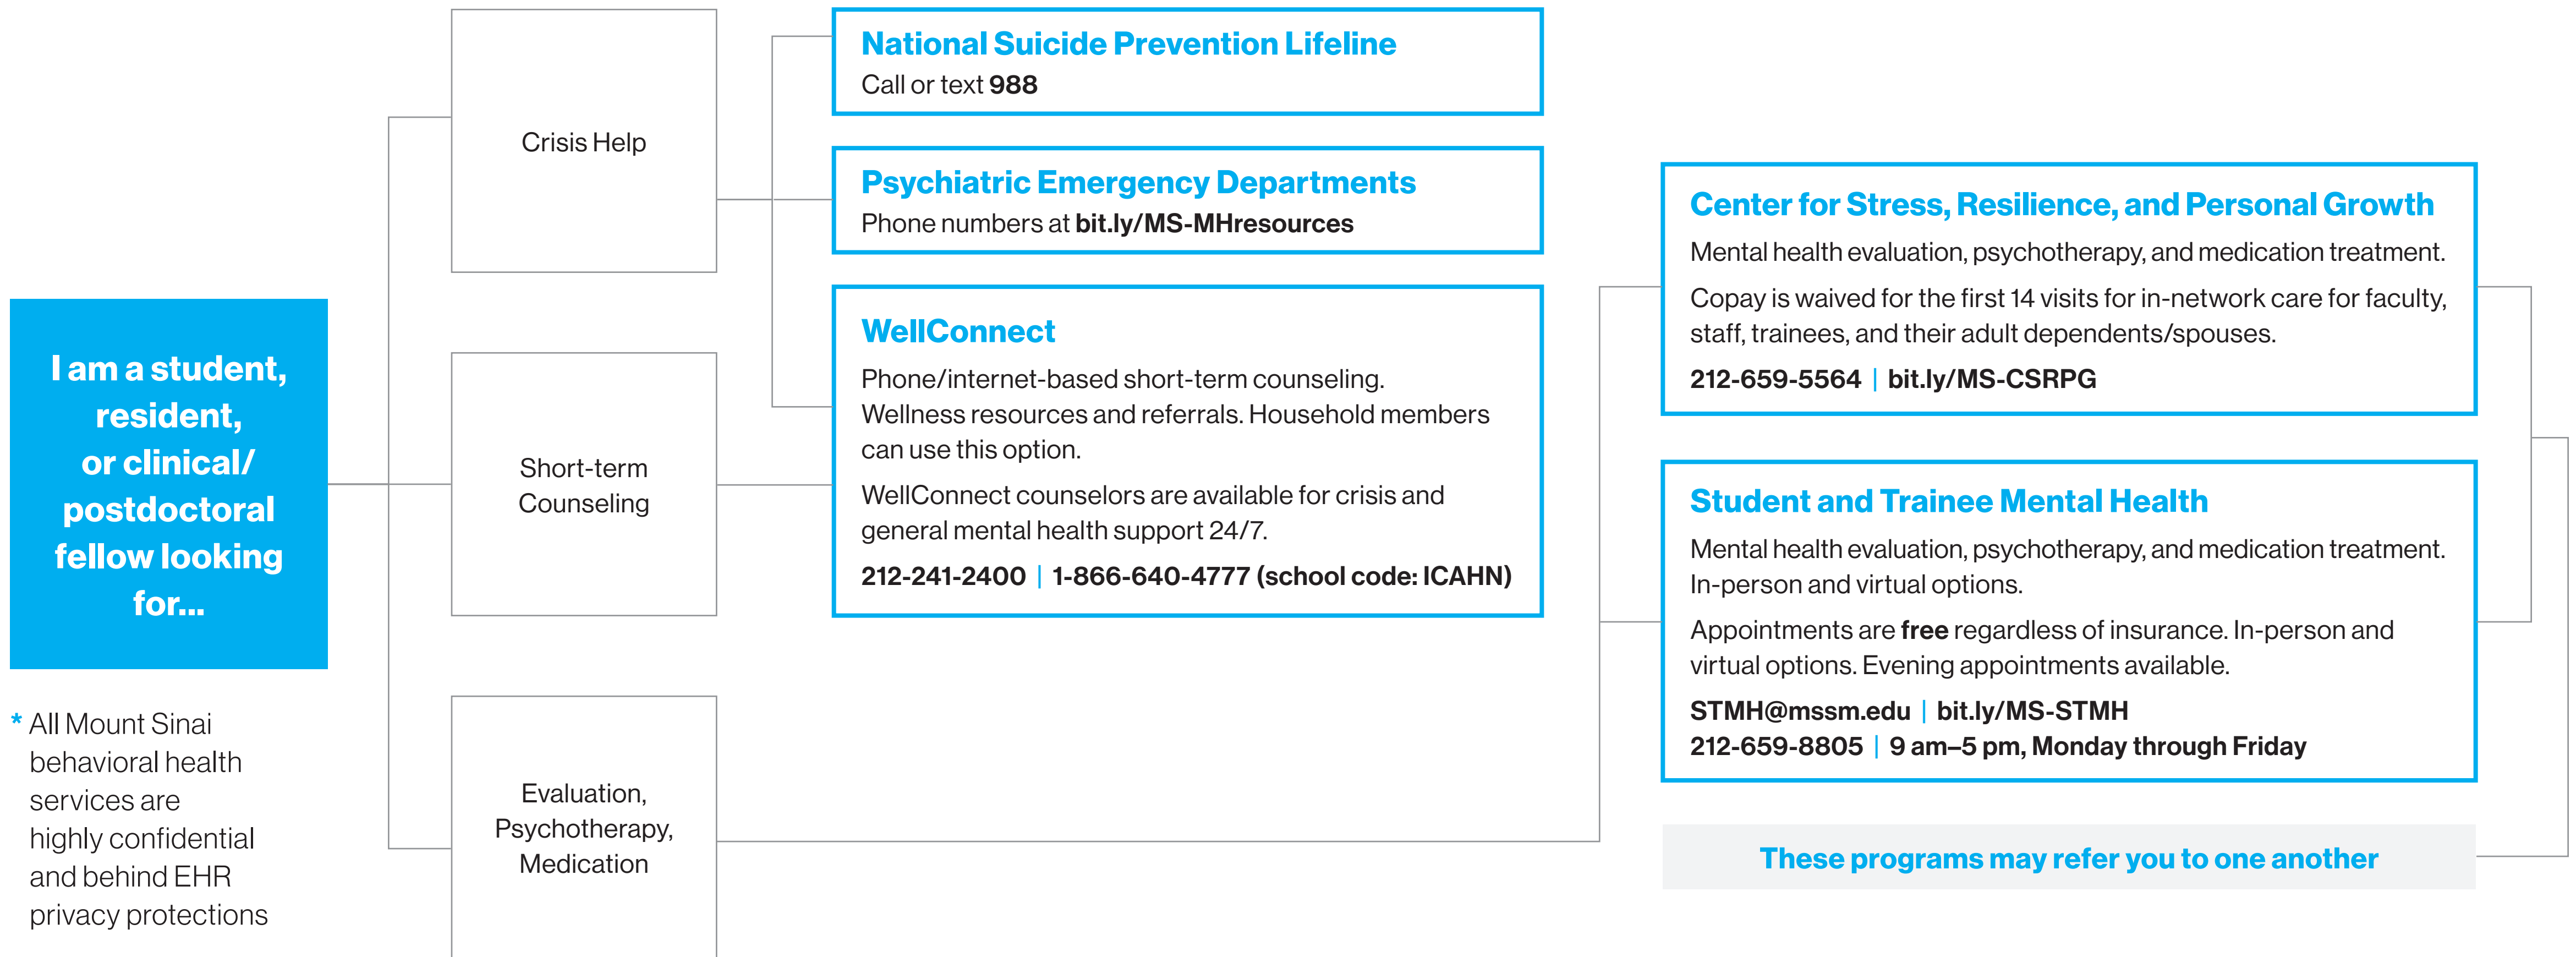 I am a student,
resident,
or clinical/
postdoctoral
fellow looking
for...
* All Mount Sinai
behavioral health
services are
highly confidential
and behind EHR
privacy protections
Crisis Help
Short-term
Counseling
Evaluation,
Psychotherapy,
Medication
National Suicide Prevention Lifeline
Call or text 988
Psychiatric Emergency Departments
Phone numbers at bit.ly/MS-MHresources
WellConnect
Phone/internet-based short-term counseling.
Wellness resources and referrals. Household members
can use this option.
WellConnect counselors are available for crisis and
general mental health support 24/7.
212-241-2400 | 1-866-640-4777 (school code: ICAHN)
Center for Stress, Resilience, and Personal Growth
Mental health evaluation, psychotherapy, and medication treatment.
Copay is waived for the first 14 visits for in-network care for faculty,
staff, trainees, and their adult dependents/spouses.
212-659-5564 | bit.ly/MS-CSRPG
Student and Trainee Mental Health
Mental health evaluation, psychotherapy, and medication treatment.
In-person and virtual options.
Appointments are free regardless of insurance. In-person and
virtual options. Evening appointments available.
STMH@mssm.edu | bit.ly/MS-STMH
212-659-8805 | 9 am–5 pm, Monday through Friday
These programs may refer you to one another